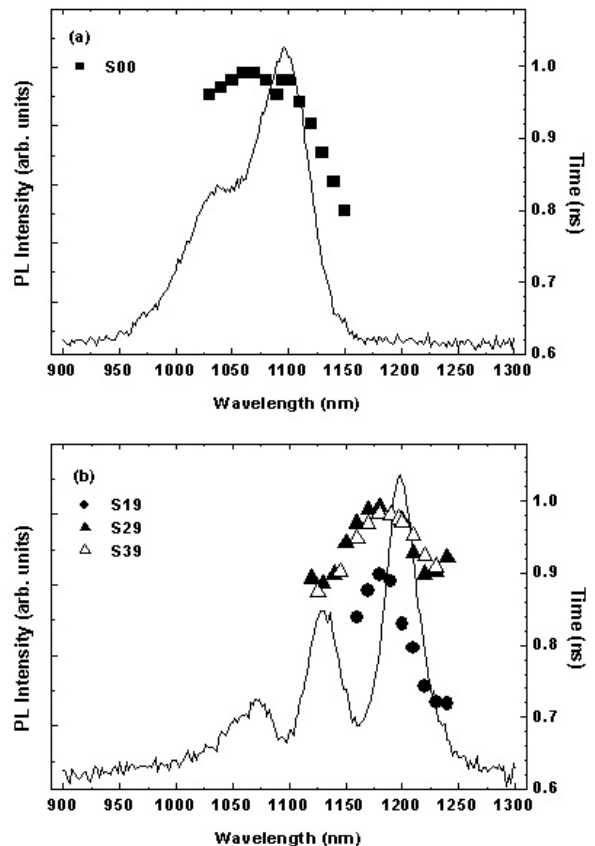 (a)
S00
PL Intensity (arb. units)
1.0
0.9
0.8
0.7
0.6
Time (ns)
900 950 1000 1050 1100 1150 1200 1250 1300
Wavelength (nm)
(b)
S19
S29
S39
PL Intensity (arb. units)
1.0
0.9
0.8
0.7
0.6
Time (ns)
900 950 1000 1050 1100 1150 1200 1250 1300
Wavelength (nm)